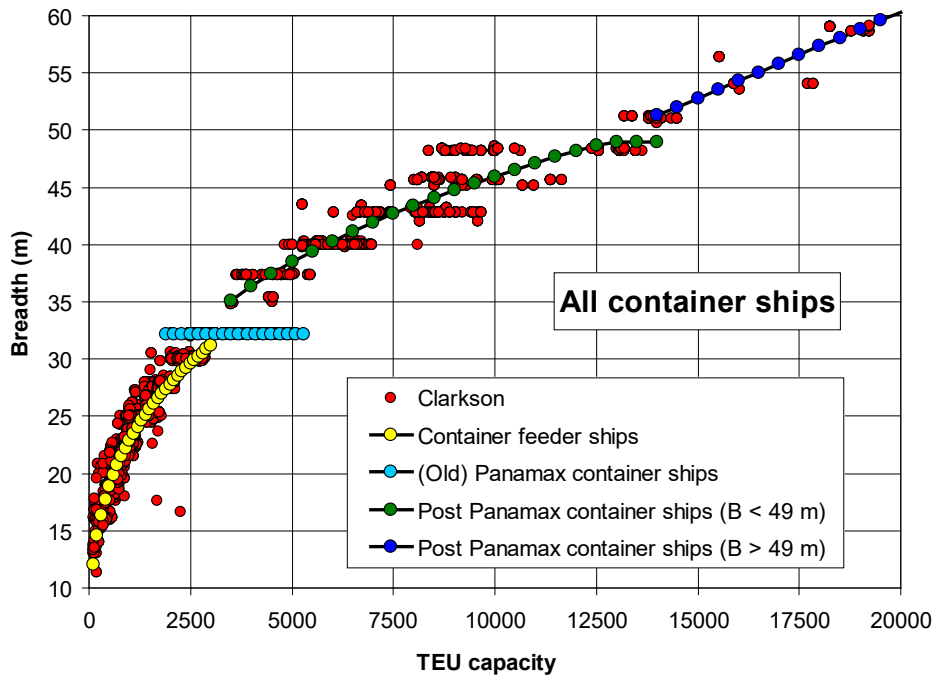 60
55
50
45
40
35
30
25
20
15
10
Breadth (m)
All container ships
Clarkson
Container feeder ships
(Old) Panamax container ships
Post Panamax container ships (B < 49 m)
Post Panamax container ships (B > 49 m)
0 2500 5000 7500 10000 12500 15000 17500 20000
TEU capacity